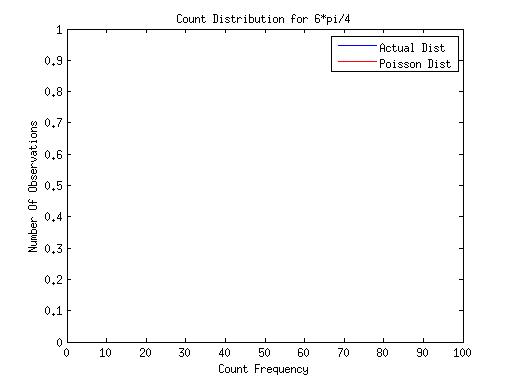 Count Distribution for 6*pi/4
1
Actual Dist
Poisson Dist
0.9
0.8
0.7
0.6
0.5
0.4
0.3
0.2
0.1
0
Number Of Observations
0 10 20 30 40 50 60 70 80 90 100
Count Frequency